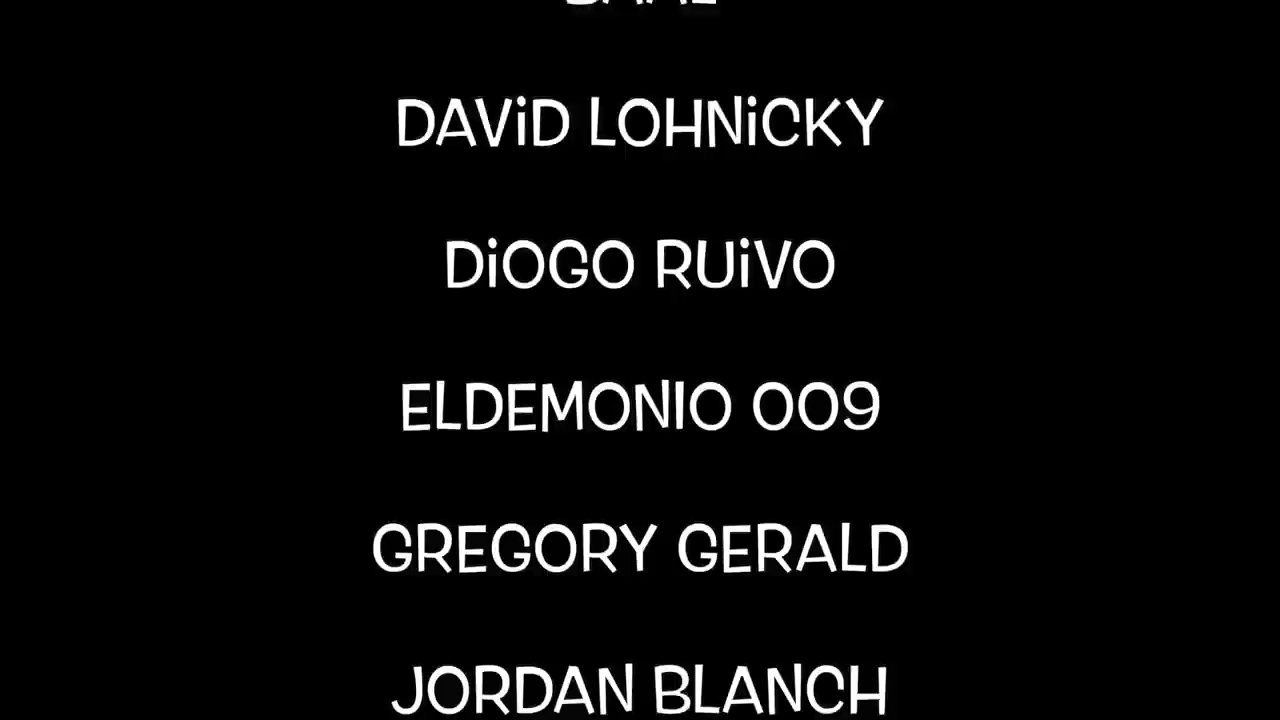 DAViD LOHNiCKY
DiOGO RUiVO
ELDEMONIO 009
GREGORY GERALD
JORDAN BLANCH